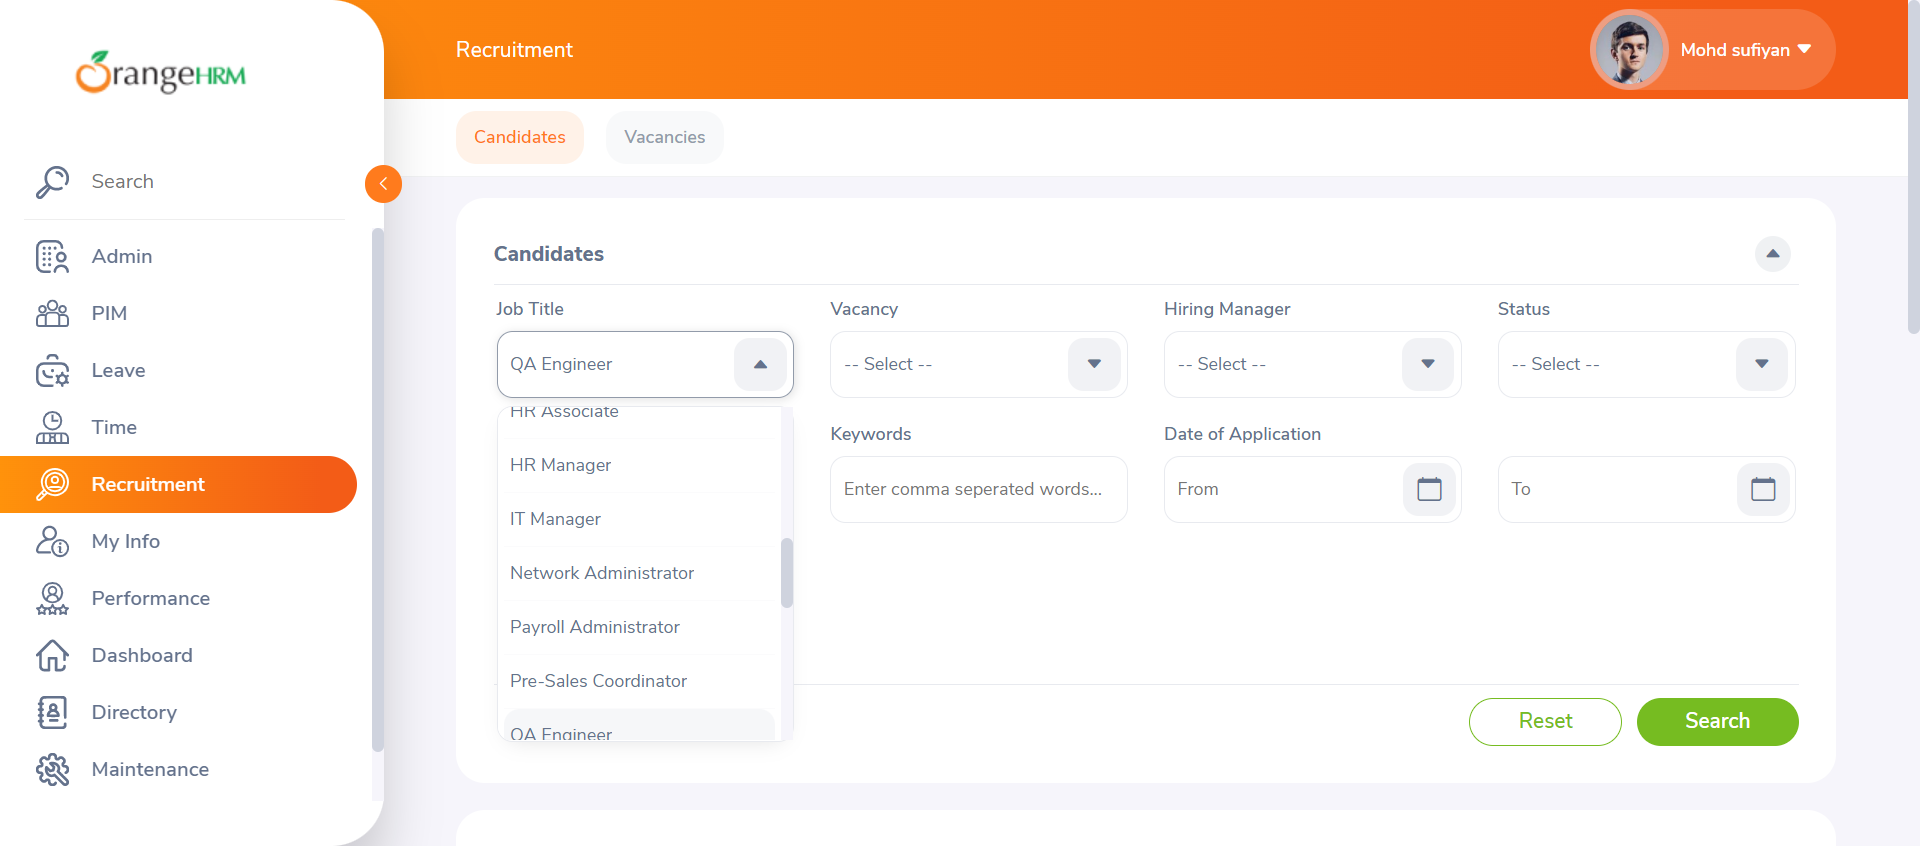 OrangeHRM
Recruitment
Mohd sufiyan
Candidates
Vacancies
Search
Admin
PIM
Leave
Time
Recruitment
My Info
Performance
Dashboard
Directory
Maintenance
Candidates
Job Title
Vacancy
Hiring Manager
Status
QA Engineer
-- Select --
-- Select --
-- Select --
HR Associate
HR Manager
IT Manager
Network Administrator
Payroll Administrator
Pre-Sales Coordinator
QA Engineer
Keywords
Date of Application
Enter comma seperated words...
From
To
Reset
Search